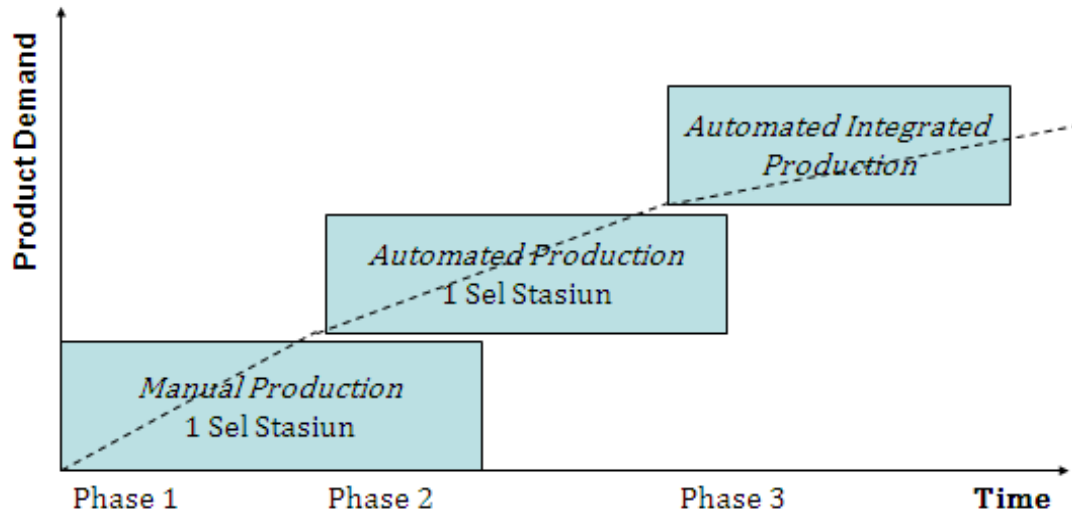 Product Demand
Automated Integrated
Production
Automated Production
1 Sel Stasiun
Manual Production
1 Sel Stasiun
Phase 1
Phase 2
Phase 3
Time